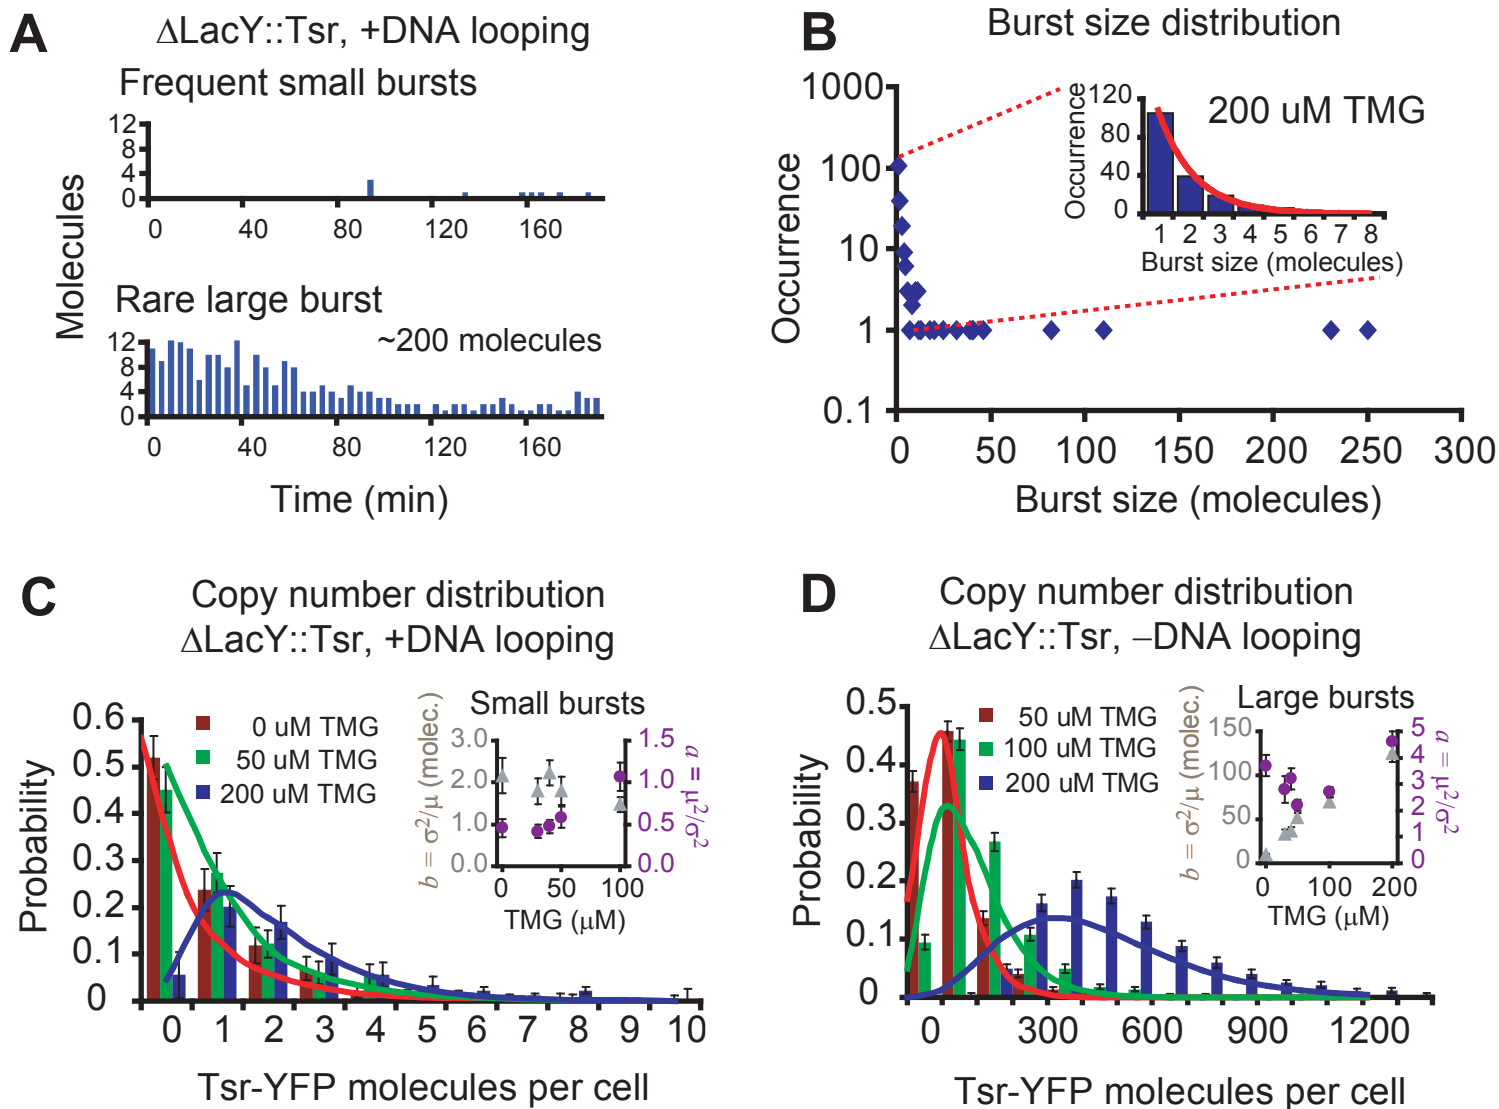 A
ΔLacY::Tsr, +DNA looping
Frequent small bursts
Molecules
12
8
4
0
0 40 80 120 160
Rare large burst
~200 molecules
12
8
4
0
0 40 80 120 160
Time (min)
B
Burst size distribution
Occurrence
1000
100
10
1
0.1
0 50 100 150 200 250 300
Burst size (molecules)
200 uM TMG
Occurrence
120
80
40
0
1 2 3 4 5 6 7 8
Burst size (molecules)
C
Copy number distribution
ΔLacY::Tsr, +DNA looping
Probability
0.6
0.5
0.4
0.3
0.2
0.1
0
0 uM TMG
50 uM TMG
200 uM TMG
0 1 2 3 4 5 6 7 8 9 10
Tsr-YFP molecules per cell
Small bursts
b = σ²/μ (molec.)
3.0
2.0
1.0
0.0
1.5
1.0
0.5
0.0
a = μ²/σ²
0 50 100
TMG (μM)
D
Copy number distribution
ΔLacY::Tsr, –DNA looping
Probability
0.5
0.4
0.3
0.2
0.1
0
50 uM TMG
100 uM TMG
200 uM TMG
0 300 600 900 1200
Tsr-YFP molecules per cell
Large bursts
b = σ²/μ (molec.)
150
100
50
0
5
4
3
2
1
0
a = μ²/σ²
0 100 200
TMG (μM)